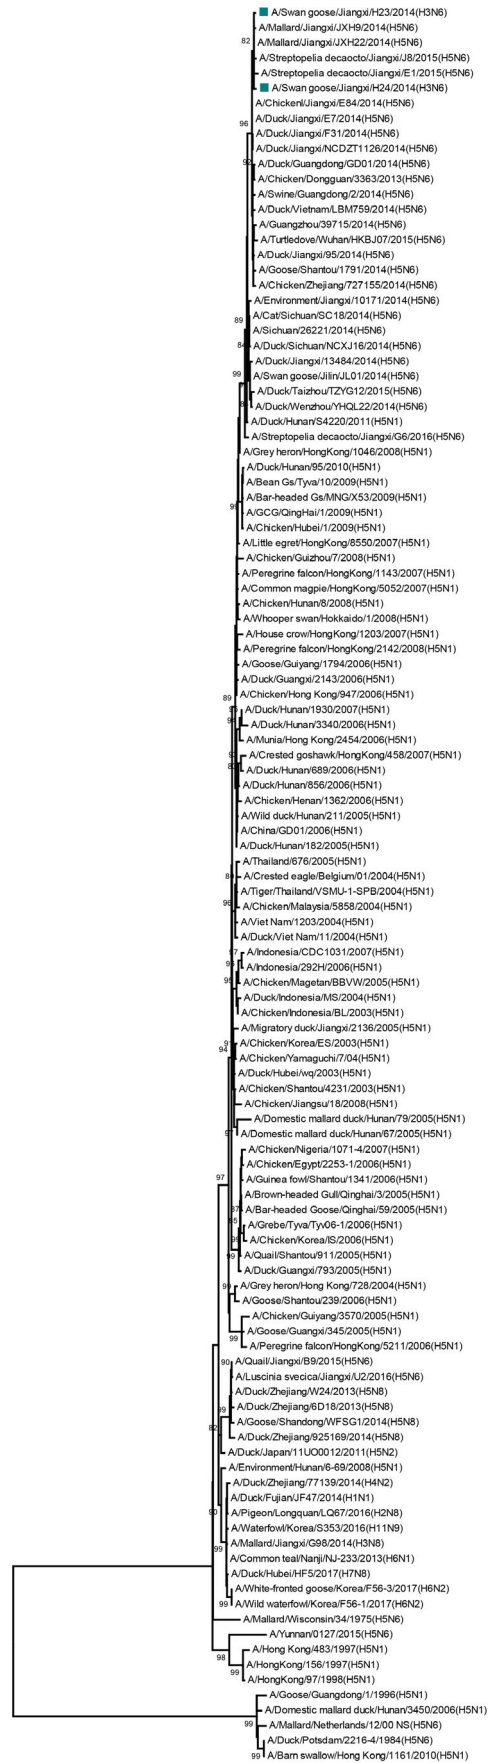 A/Swan goose/Jiangxi/H23/2014(H3N6)
A/Mallard/Jiangxi/JXH9/2014(H5N6)
82
A/Mallard/Jiangxi/JXH22/2014(H5N6)
A/Streptopelia decaocto/Jiangxi/J8/2015(H5N6)
A/Streptopelia decaocto/Jiangxi/E1/2015(H5N6)
A/Swan goose/Jiangxi/H24/2014(H3N6)
A/Chickenl/Jiangxi/E84/2014(H5N6)
A/Duck/Jiangxi/E7/2014(H5N6)
96
A/Duck/Jiangxi/F31/2014(H5N6)
A/Duck/Jiangxi/NCDZT1126/2014(H5N6)
A/Duck/Guangdong/GD01/2014(H5N6)
A/Chicken/Dongguan/3363/2013(H5N6)
A/Swine/Guangdong/2/2014(H5N6)
A/Duck/Vietnam/LBM759/2014(H5N6)
A/Guangzhou/39715/2014(H5N6)
A/Turtledove/Wuhan/HKBJ07/2015(H5N6)
A/Duck/Jiangxi/95/2014(H5N6)
A/Goose/Shantou/1791/2014(H5N6)
A/Chicken/Zhejiang/727155/2014(H5N6)
A/Environment/Jiangxi/10171/2014(H5N6)
A/Cat/Sichuan/SC18/2014(H5N6)
89
A/Sichuan/26221/2014(H5N6)
A/Duck/Sichuan/NCXJ16/2014(H5N6)
A/Duck/Jiangxi/13484/2014(H5N6)
99
A/Swan goose/Jilin/JL01/2014(H5N6)
A/Duck/Taizhou/TZYG12/2015(H5N6)
A/Duck/Wenzhou/YHQL22/2014(H5N6)
A/Duck/Hunan/S4220/2011(H5N1)
A/Streptopelia decaocto/Jiangxi/G6/2016(H5N6)
A/Grey heron/HongKong/1046/2008(H5N1)
A/Duck/Hunan/95/2010(H5N1)
A/Bean Gs/Tyva/10/2009(H5N1)
A/Bar-headed Gs/MNG/X53/2009(H5N1)
A/GCG/QingHai/1/2009(H5N1)
A/Chicken/Hubei/1/2009(H5N1)
A/Little egret/HongKong/8550/2007(H5N1)
A/Chicken/Guizhou/7/2008(H5N1)
A/Peregrine falcon/HongKong/1143/2007(H5N1)
A/Common magpie/HongKong/5052/2007(H5N1)
A/Chicken/Hunan/8/2008(H5N1)
A/Whooper swan/Hokkaido/1/2008(H5N1)
A/House crow/HongKong/1203/2007(H5N1)
A/Peregrine falcon/HongKong/2142/2008(H5N1)
A/Goose/Guiyang/1794/2006(H5N1)
A/Duck/Guangxi/2143/2006(H5N1)
A/Chicken/Hong Kong/947/2006(H5N1)
89
A/Duck/Hunan/1930/2007(H5N1)
A/Duck/Hunan/3340/2006(H5N1)
A/Munia/Hong Kong/2454/2006(H5N1)
A/Crested goshawk/HongKong/458/2007(H5N1)
A/Duck/Hunan/689/2006(H5N1)
A/Duck/Hunan/856/2006(H5N1)
A/Chicken/Henan/1362/2006(H5N1)
A/Wild duck/Hunan/211/2005(H5N1)
A/China/GD01/2006(H5N1)
A/Duck/Hunan/182/2005(H5N1)
A/Thailand/676/2005(H5N1)
A/Crested eagle/Belgium/01/2004(H5N1)
A/Tiger/Thailand/VSMU-1-SPB/2004(H5N1)
A/Chicken/Malaysia/5858/2004(H5N1)
A/Viet Nam/1203/2004(H5N1)
A/Duck/Viet Nam/11/2004(H5N1)
A/Indonesia/CDC1031/2007(H5N1)
A/Indonesia/292H/2006(H5N1)
A/Chicken/Magetan/BBVW/2005(H5N1)
A/Duck/Indonesia/MS/2004(H5N1)
A/Chicken/Indonesia/BL/2003(H5N1)
A/Migratory duck/Jiangxi/2136/2005(H5N1)
A/Chicken/Korea/ES/2003(H5N1)
94
A/Chicken/Yamaguchi/7/04(H5N1)
A/Duck/Hubei/wq/2003(H5N1)
A/Chicken/Shantou/4231/2003(H5N1)
A/Chicken/Jiangsu/18/2008(H5N1)
A/Domestic mallard duck/Hunan/79/2005(H5N1)
A/Domestic mallard duck/Hunan/67/2005(H5N1)
A/Chicken/Nigeria/1071-4/2007(H5N1)
A/Chicken/Egypt/2253-1/2006(H5N1)
97
A/Guinea fowl/Shantou/1341/2006(H5N1)
A/Brown-headed Gull/Qinghai/3/2005(H5N1)
A/Bar-headed Goose/Qinghai/59/2005(H5N1)
A/Grebe/Tyva/Tyv06-1/2006(H5N1)
A/Chicken/Korea/IS/2006(H5N1)
A/Quail/Shantou/911/2005(H5N1)
A/Duck/Guangxi/793/2005(H5N1)
A/Grey heron/Hong Kong/728/2004(H5N1)
A/Goose/Shantou/239/2006(H5N1)
A/Chicken/Guiyang/3570/2005(H5N1)
A/Goose/Guangxi/345/2005(H5N1)
99
A/Peregrine falcon/HongKong/5211/2006(H5N1)
A/Quail/Jiangxi/B9/2015(H5N6)
90
A/Luscinia svecica/Jiangxi/U2/2016(H5N6)
A/Duck/Zhejiang/W24/2013(H5N8)
A/Duck/Zhejiang/6D18/2013(H5N8)
99
A/Goose/Shandong/WFSG1/2014(H5N8)
82
A/Duck/Zhejiang/925169/2014(H5N8)
A/Duck/Japan/11UO0012/2011(H5N2)
A/Environment/Hunan/6-69/2008(H5N1)
A/Duck/Zhejiang/77139/2014(H4N2)
A/Duck/Fujian/JF47/2014(H1N1)
A/Pigeon/Longquan/LQ67/2016(H2N8)
A/Waterfowl/Korea/S353/2016(H11N9)
A/Mallard/Jiangxi/G98/2014(H3N8)
99
A/Common teal/Nanji/NJ-233/2013(H6N1)
A/Duck/Hubei/HF5/2017(H7N8)
A/White-fronted goose/Korea/F56-3/2017(H6N2)
99
A/Wild waterfowl/Korea/F56-1/2017(H6N2)
A/Mallard/Wisconsin/34/1975(H5N6)
A/Yunnan/0127/2015(H5N6)
A/Hong Kong/483/1997(H5N1)
98
A/HongKong/156/1997(H5N1)
99
A/HongKong/97/1998(H5N1)
A/Goose/Guangdong/1/1996(H5N1)
A/Domestic mallard duck/Hunan/3450/2006(H5N1)
99
A/Mallard/Netherlands/12/00 NS(H5N6)
A/Duck/Potsdam/2216-4/1984(H5N6)
99
A/Barn swallow/Hong Kong/1161/2010(H5N1)